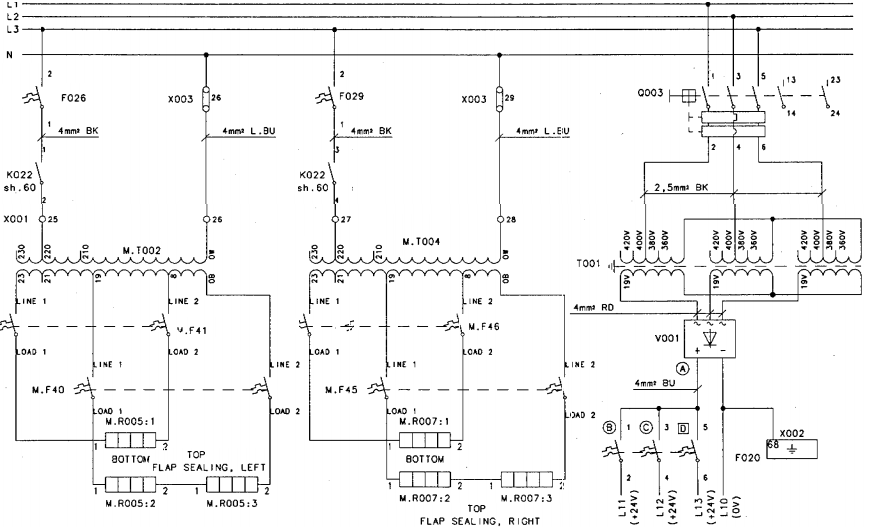 L1
L2
L3
N
2 F026 1
X003 26
2 F029 1
X003 29
Q003 1 3 5 13 23
14 24
2 4 6
4mm² BK
4mm² L.BU
4mm² BK
4mm² L.BU
1 K022 sh.60 2
3 K022 sh.60 4
2,5mm² BK
X001 25
26
27
28
230 220 210 M.T002 0W
230 220 210 M.T004 0W
420V 400V 380V 360V
420V 400V 380V 360V
420V 400V 380V 360V
T001
23 21 19 8 0B
23 21 19 8 0B
19V 19V 19V
LINE 1 LINE 2
LINE 1 LINE 2
4mm² RD
M.F41
M.F46
V001
~ ~ ~
+ −
LOAD 1 LOAD 2
LOAD 1 LOAD 2
LINE 1 LINE 2
LINE 1 LINE 2
A
4mm² BU
M.F40
M.F45
LOAD 1 LOAD 2
LOAD 1 LOAD 2
M.R005:1
M.R007:1
1 2
1 2
B 1 C 3 D 5
X002
68
F020
BOTTOM
TOP
FLAP SEALING, LEFT
BOTTOM
2 4 6
1 2 1 2
1 2 1 2
M.R005:2 M.R005:3
M.R007:2 M.R007:3
TOP
FLAP SEALING, RIGHT
L11 (+24V)
L12 (+24V)
L13 (+24V)
L10 (0V)